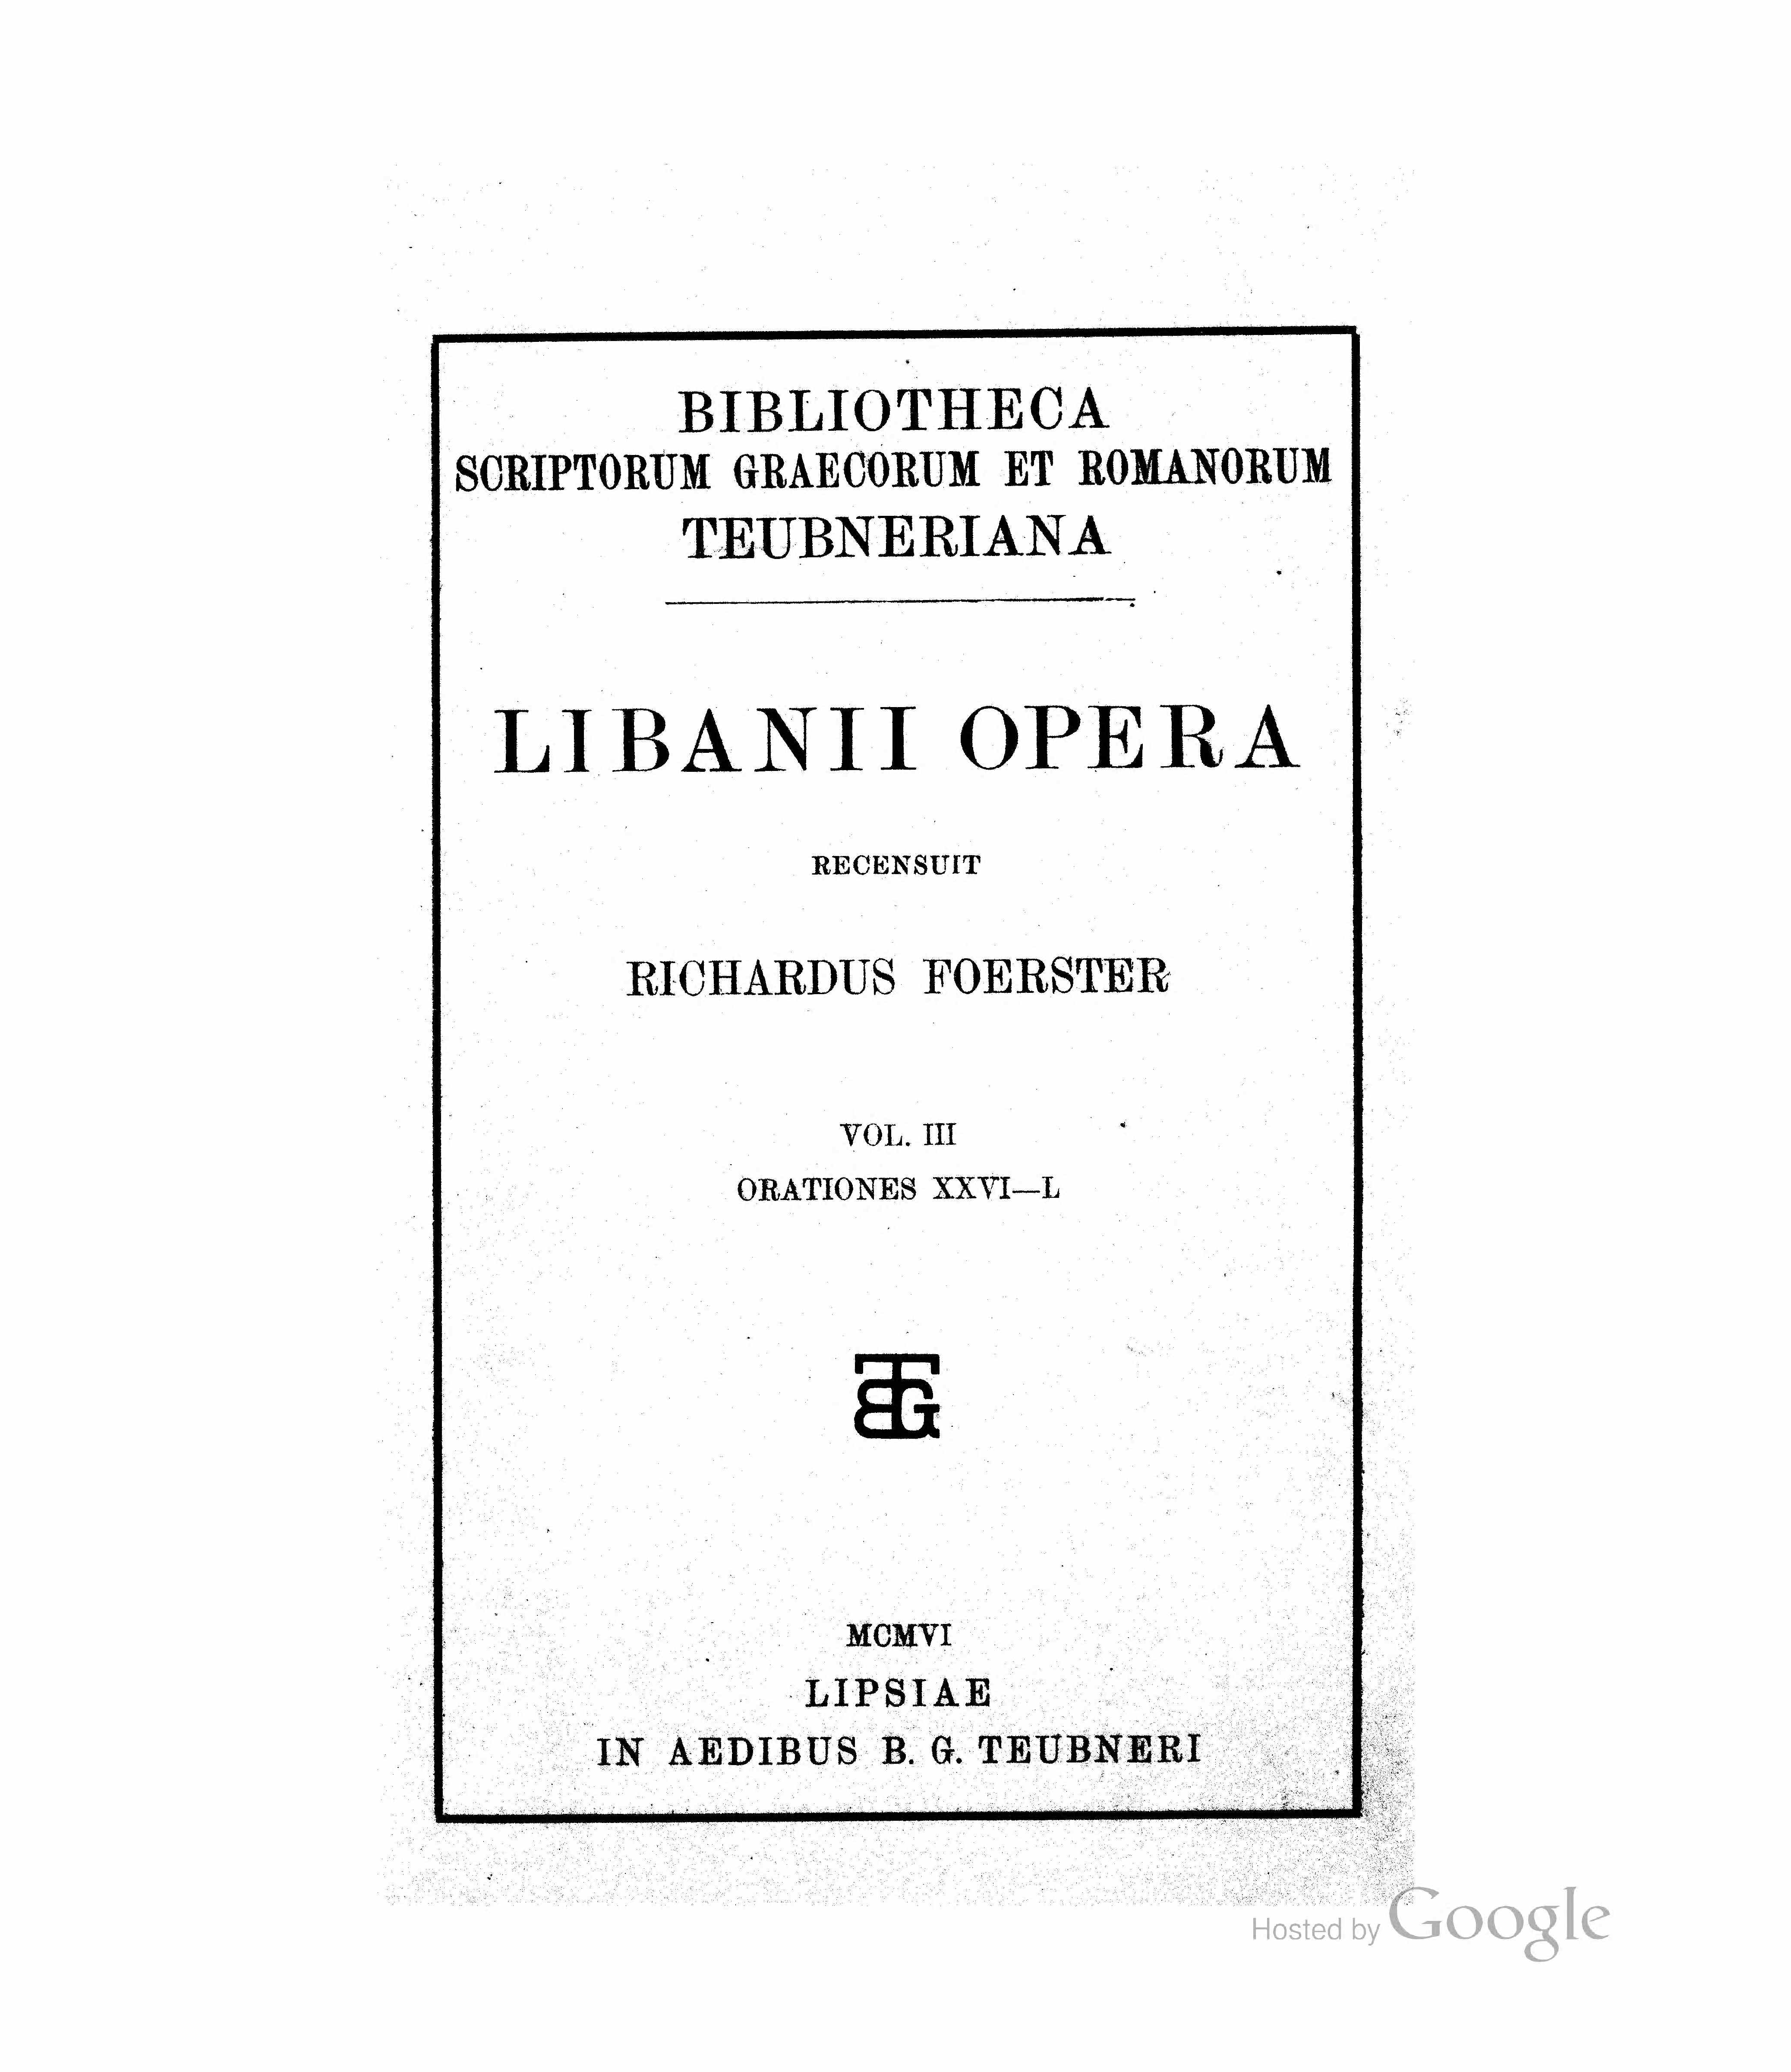 BIBLIOTHECA
SCRIPTORUM GRAECORUM ET ROMANORUM
TEUBNERIANA
LIBANII OPERA
RECENSUIT
RICHARDUS FOERSTER
VOL. III
ORATIONES XXVI—L
BTG
MCMVI
LIPSIAE
IN AEDIBUS B. G. TEUBNERI
Hosted by Google